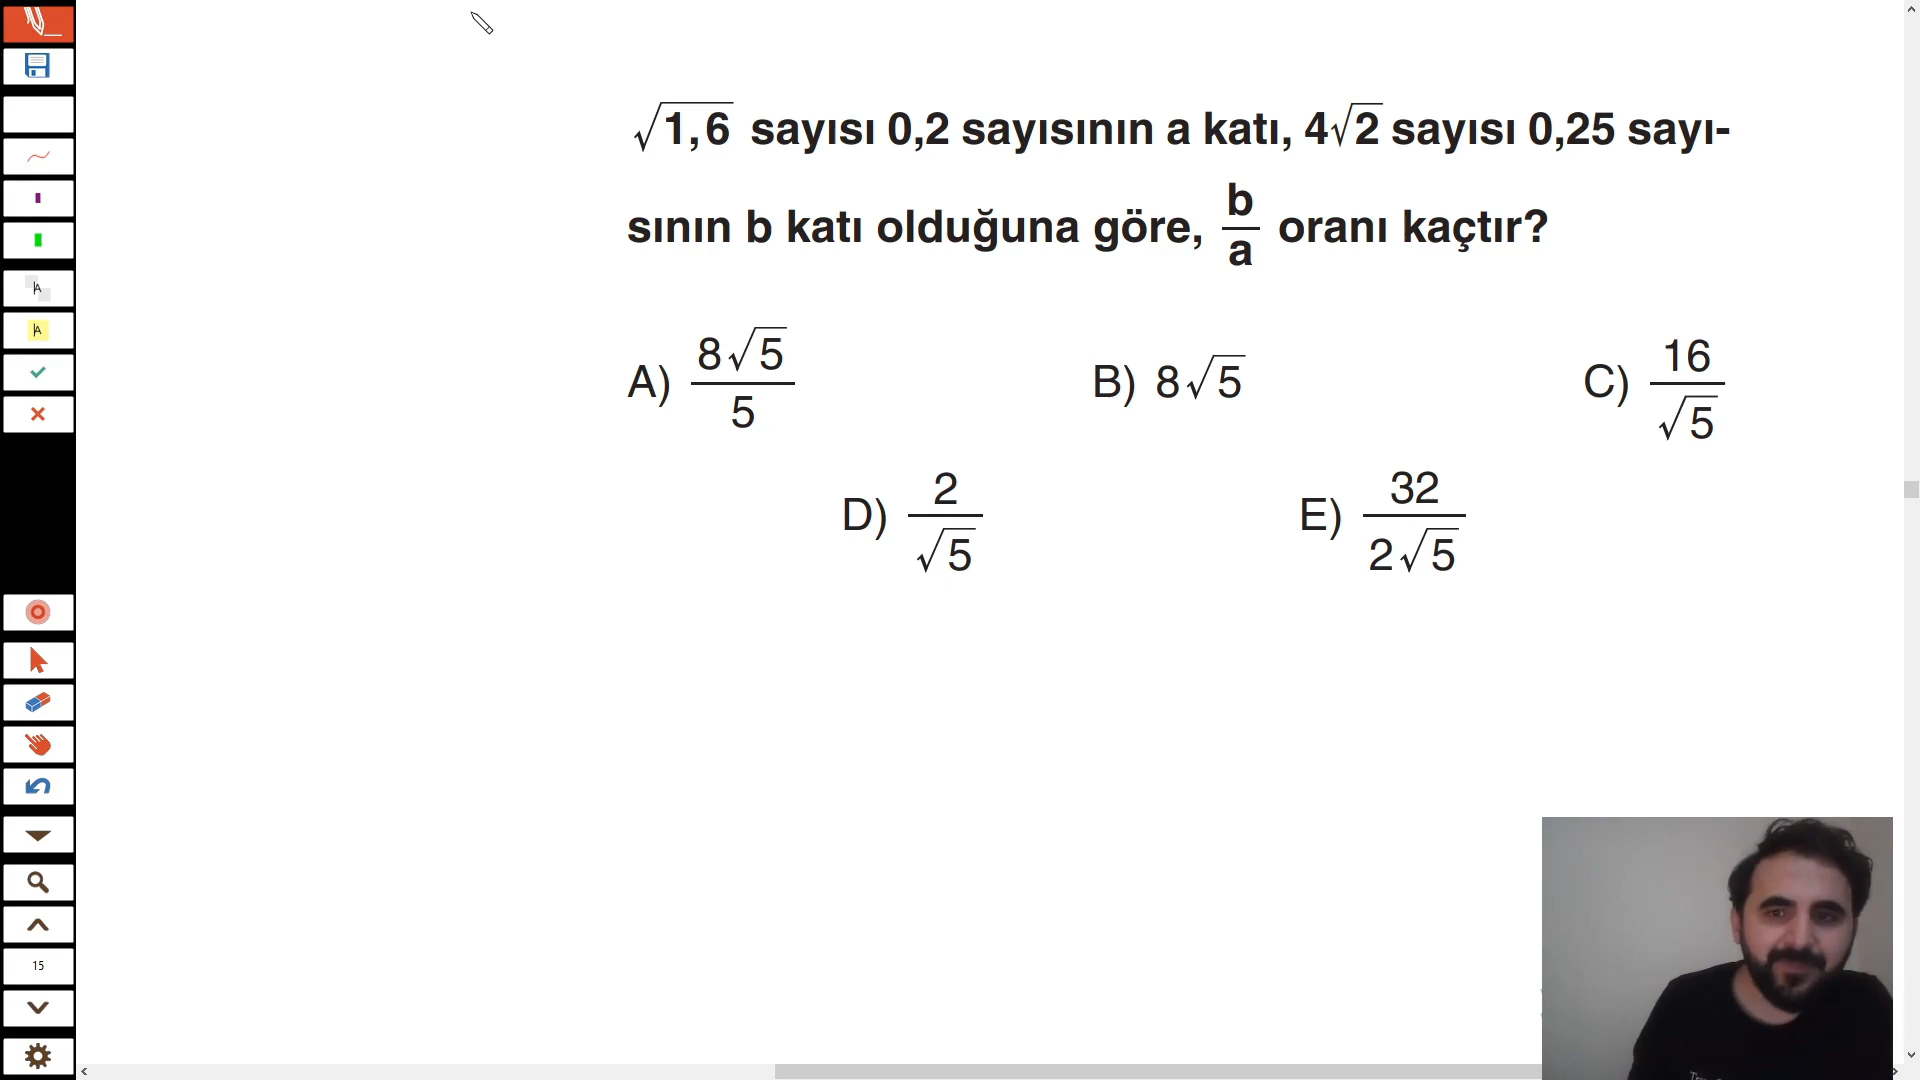 √1,6 sayısı 0,2 sayısının a katı, 4√2 sayısı 0,25 sayı-
sının b katı olduğuna göre, b/a oranı kaçtır?
A) 8√5/5
B) 8√5
C) 16/√5
D) 2/√5
E) 32/2√5
A
A
15